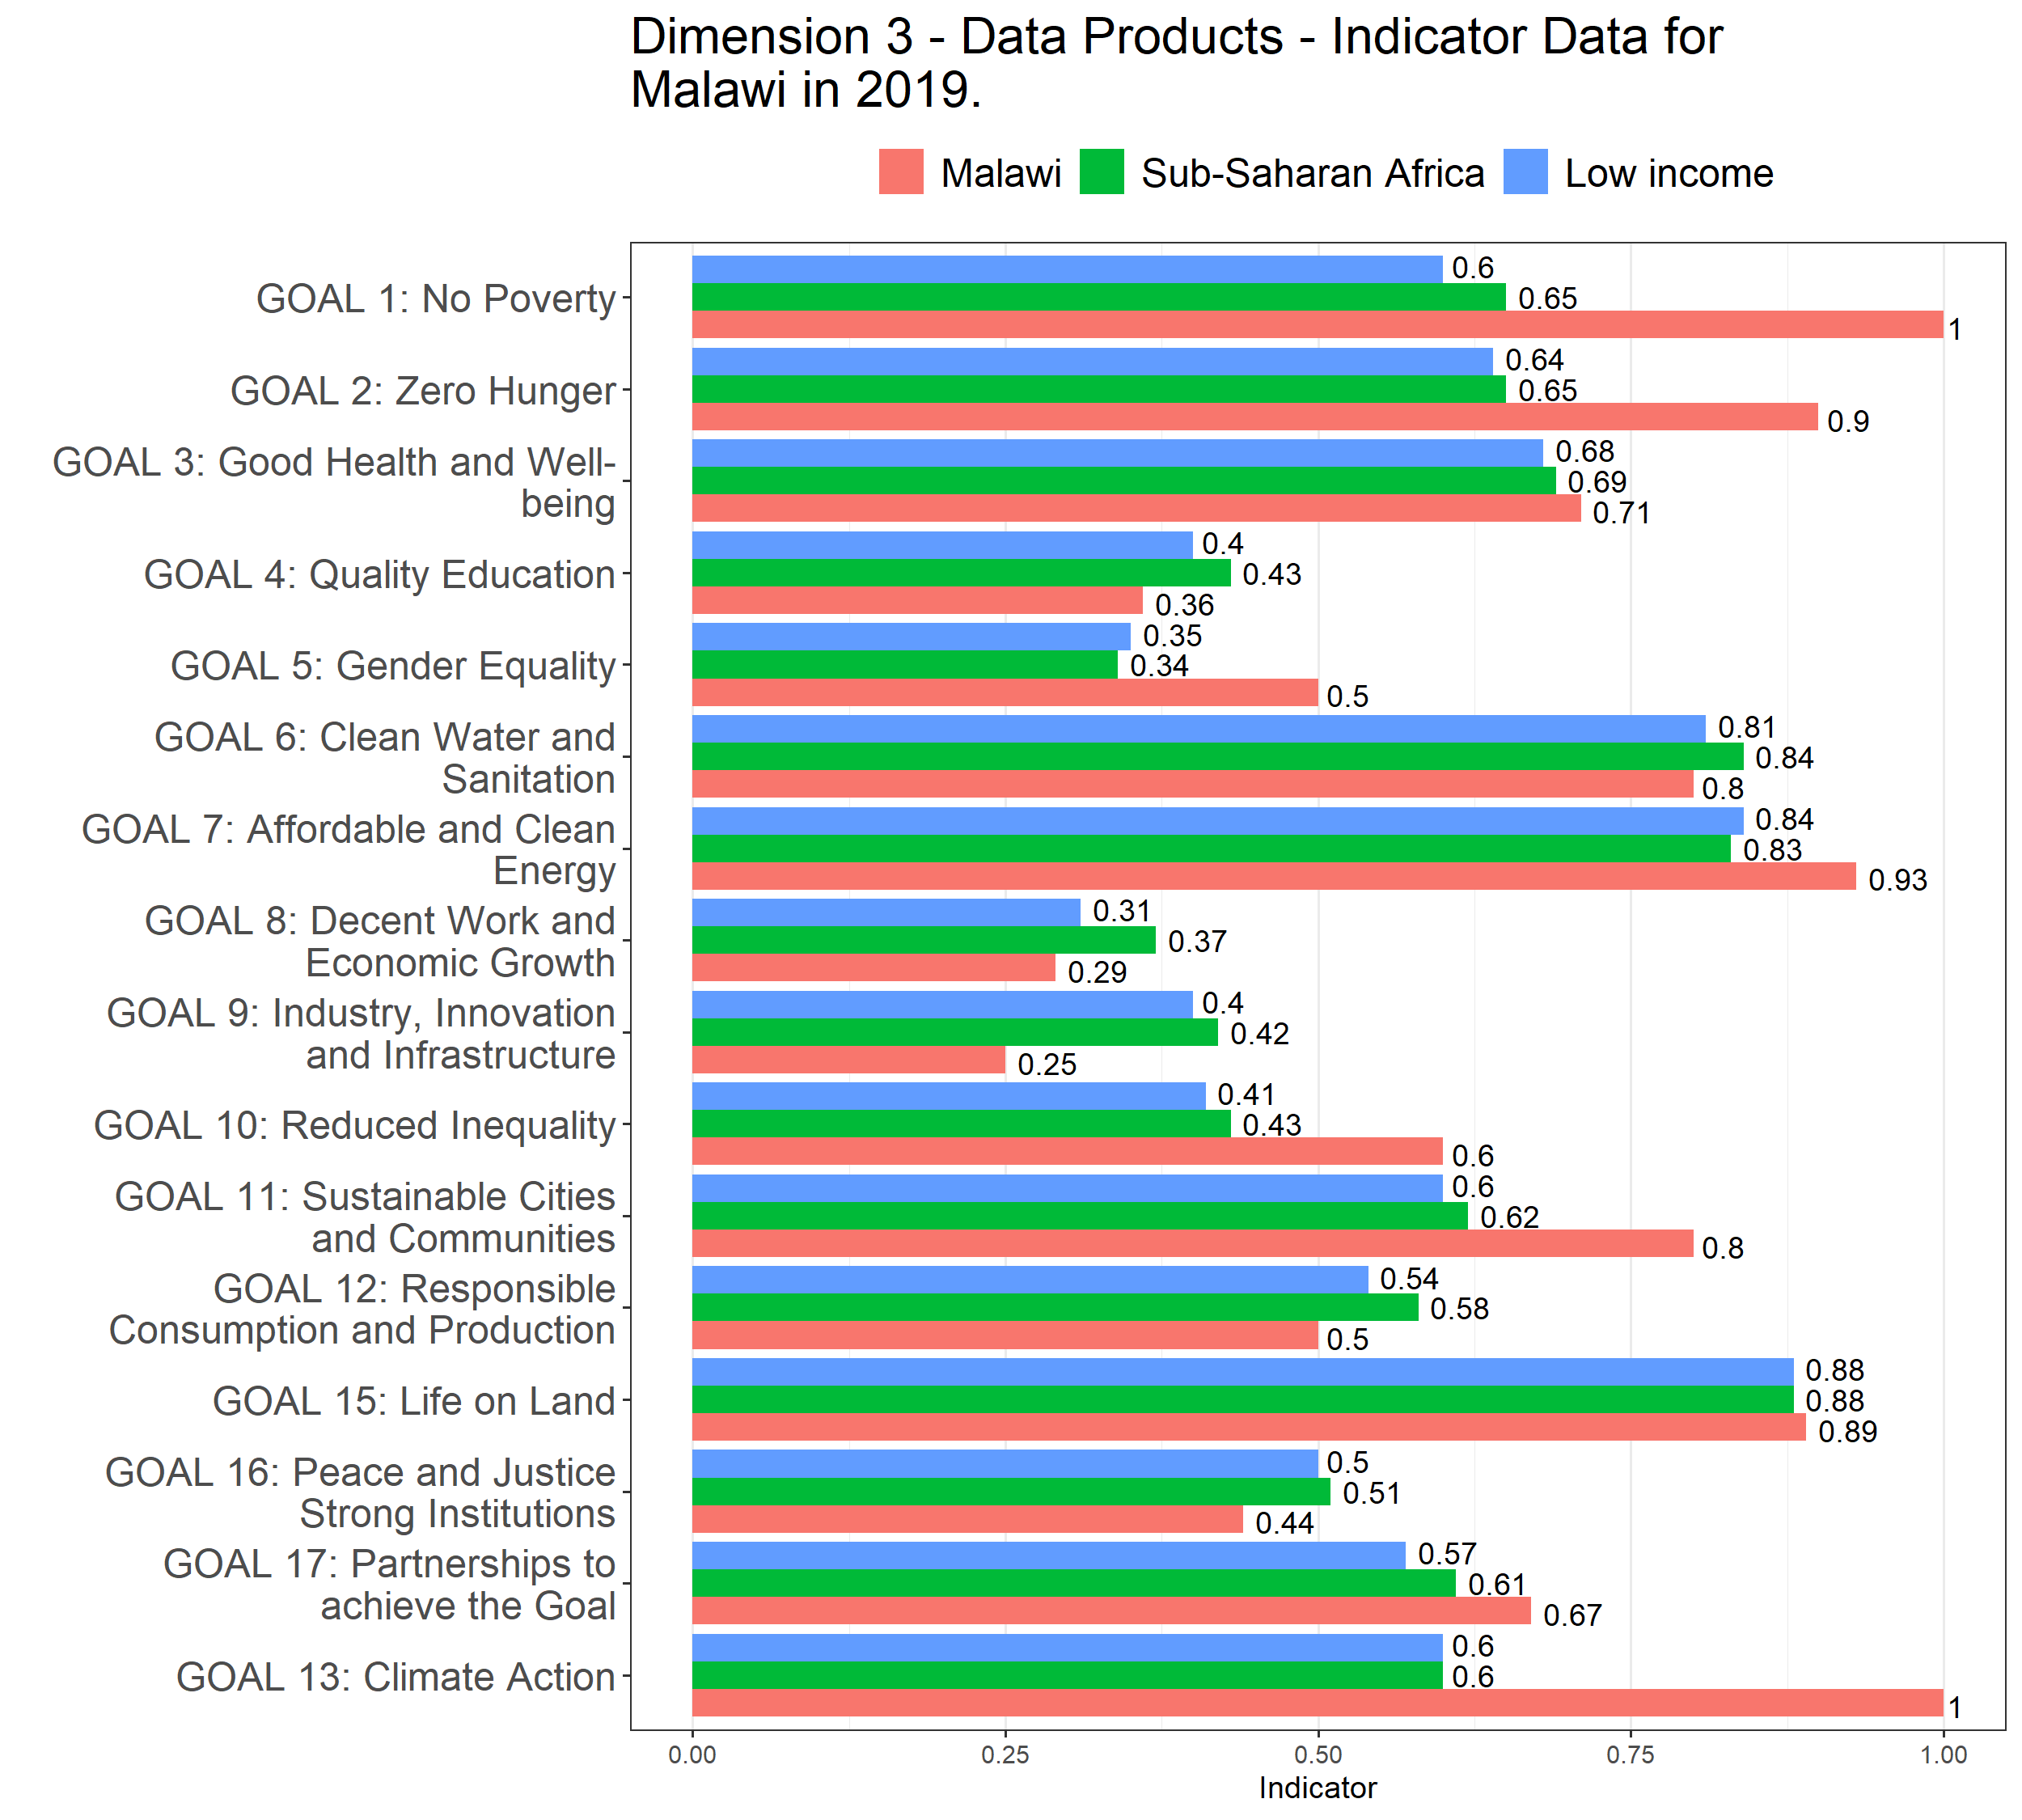 Dimension 3 - Data Products - Indicator Data for
Malawi in 2019.
Malawi Sub-Saharan Africa Low income
GOAL 1: No Poverty
0.6
0.65
1
GOAL 2: Zero Hunger
0.64
0.65
0.9
GOAL 3: Good Health and Well-
being
0.68
0.69
0.71
GOAL 4: Quality Education
0.4
0.43
0.36
GOAL 5: Gender Equality
0.35
0.34
0.5
GOAL 6: Clean Water and
Sanitation
0.81
0.84
0.8
GOAL 7: Affordable and Clean
Energy
0.84
0.83
0.93
GOAL 8: Decent Work and
Economic Growth
0.31
0.37
0.29
GOAL 9: Industry, Innovation
and Infrastructure
0.4
0.42
0.25
GOAL 10: Reduced Inequality
0.41
0.43
0.6
GOAL 11: Sustainable Cities
and Communities
0.6
0.62
0.8
GOAL 12: Responsible
Consumption and Production
0.54
0.58
0.5
GOAL 15: Life on Land
0.88
0.88
0.89
GOAL 16: Peace and Justice
Strong Institutions
0.5
0.51
0.44
GOAL 17: Partnerships to
achieve the Goal
0.57
0.61
0.67
GOAL 13: Climate Action
0.6
0.6
1
0.00 0.25 0.50 0.75 1.00
Indicator